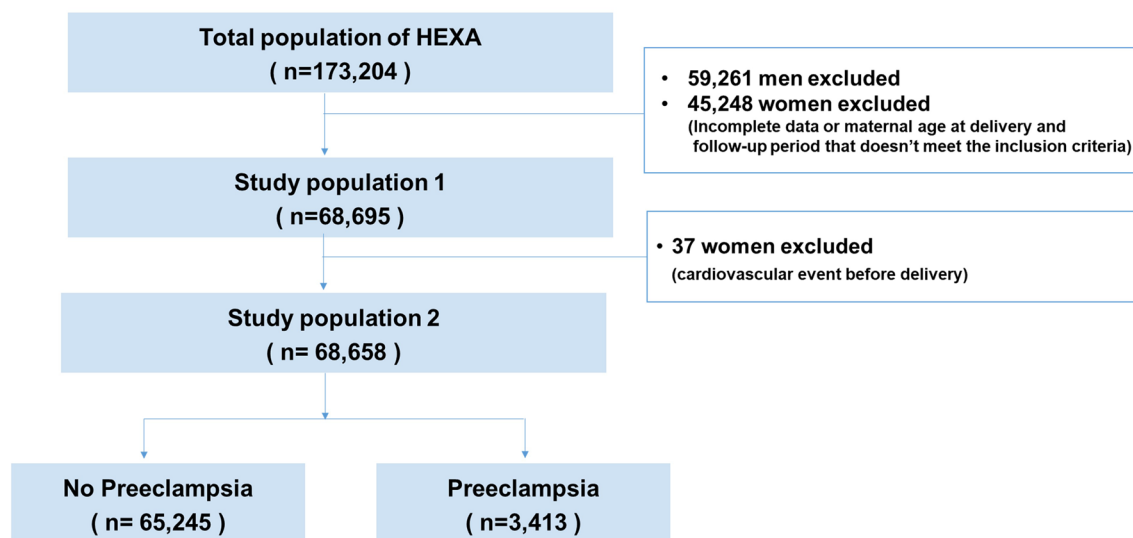 Total population of HEXA
( n=173,204 )
• 59,261 men excluded
• 45,248 women excluded
(Incomplete data or maternal age at delivery and
follow-up period that doesn’t meet the inclusion criteria)
Study population 1
( n=68,695 )
• 37 women excluded
(cardiovascular event before delivery)
Study population 2
( n= 68,658 )
No Preeclampsia
( n= 65,245 )
Preeclampsia
( n=3,413 )